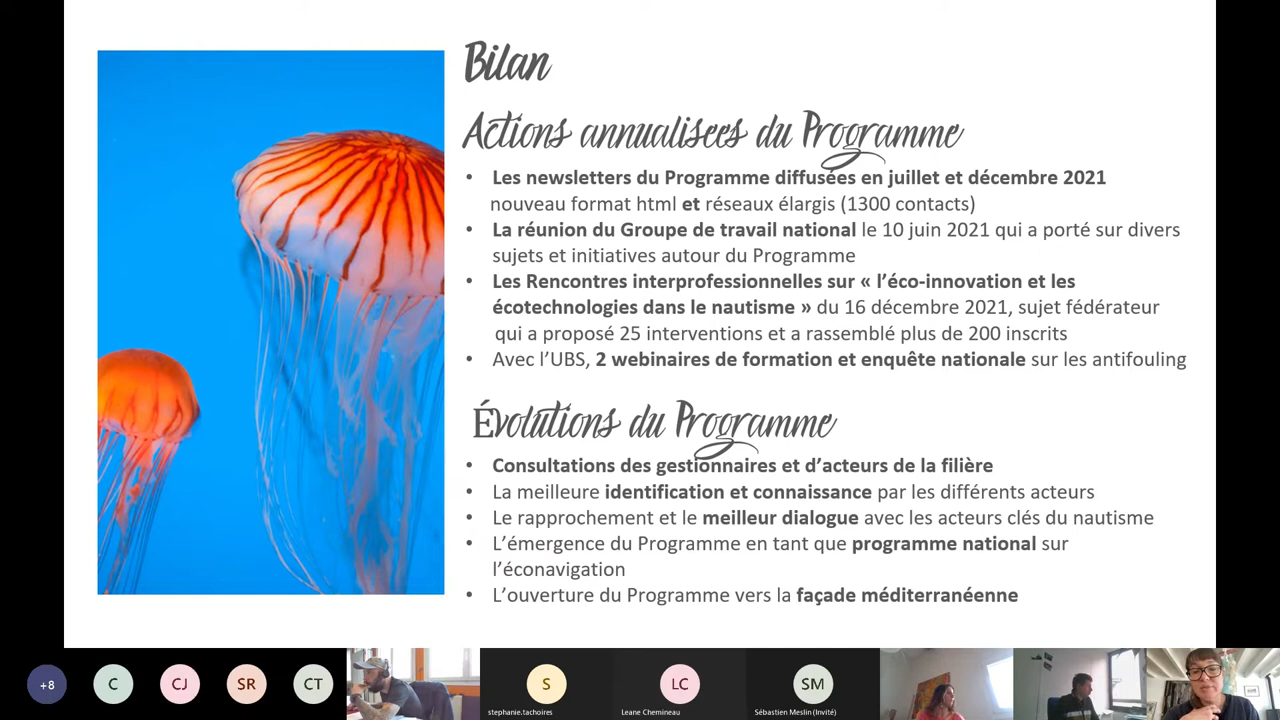 Bilan
Actions annualisees du Programme
• Les newsletters du Programme diffusées en juillet et décembre 2021
nouveau format html et réseaux élargis (1300 contacts)
• La réunion du Groupe de travail national le 10 juin 2021 qui a porté sur divers
sujets et initiatives autour du Programme
• Les Rencontres interprofessionnelles sur « l’éco-innovation et les
écotechnologies dans le nautisme » du 16 décembre 2021, sujet fédérateur
qui a proposé 25 interventions et a rassemblé plus de 200 inscrits
• Avec l’UBS, 2 webinaires de formation et enquête nationale sur les antifouling
Évolutions du Programme
• Consultations des gestionnaires et d’acteurs de la filière
• La meilleure identification et connaissance par les différents acteurs
• Le rapprochement et le meilleur dialogue avec les acteurs clés du nautisme
• L’émergence du Programme en tant que programme national sur
l’éconavigation
• L’ouverture du Programme vers la façade méditerranéenne
+8 C CJ SR CT S LC SM
stephanie.tachoires Leane Chemineau Sébastien Meslin (Invité)